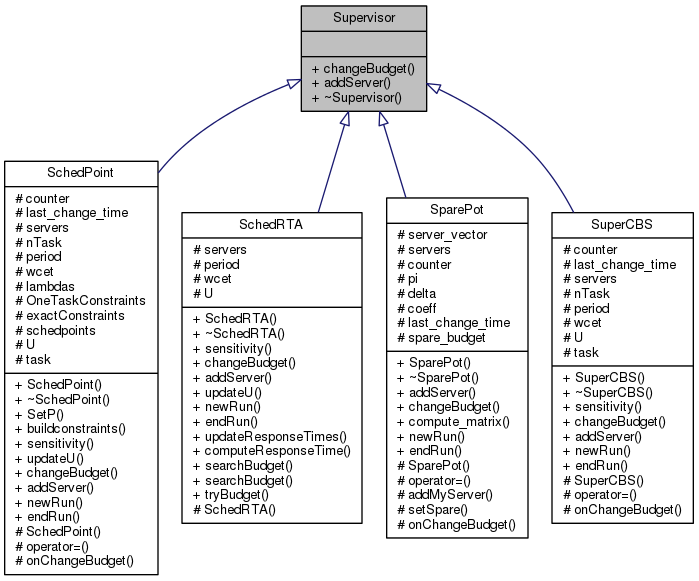 Supervisor
+ changeBudget()
+ addServer()
+ ~Supervisor()
SchedPoint
# counter
# last_change_time
# servers
# nTask
# period
# wcet
# lambdas
# OneTaskConstraints
# exactConstraints
# schedpoints
# U
# task
+ SchedPoint()
+ ~SchedPoint()
+ SetP()
+ buildconstraints()
+ sensitivity()
+ updateU()
+ changeBudget()
+ addServer()
+ newRun()
+ endRun()
# SchedPoint()
# operator=()
# onChangeBudget()
SchedRTA
# servers
# period
# wcet
# U
+ SchedRTA()
+ ~SchedRTA()
+ sensitivity()
+ changeBudget()
+ addServer()
+ updateU()
+ newRun()
+ endRun()
+ updateResponseTimes()
+ computeResponseTime()
+ searchBudget()
+ searchBudget()
+ tryBudget()
# SchedRTA()
SparePot
# server_vector
# servers
# counter
# pi
# delta
# coeff
# last_change_time
# spare_budget
+ SparePot()
+ ~SparePot()
+ addServer()
+ changeBudget()
+ compute_matrix()
+ newRun()
+ endRun()
# SparePot()
# operator=()
# addMyServer()
# setSpare()
# onChangeBudget()
SuperCBS
# counter
# last_change_time
# servers
# nTask
# period
# wcet
# U
# task
+ SuperCBS()
+ ~SuperCBS()
+ sensitivity()
+ changeBudget()
+ addServer()
+ newRun()
+ endRun()
# SuperCBS()
# operator=()
# onChangeBudget()